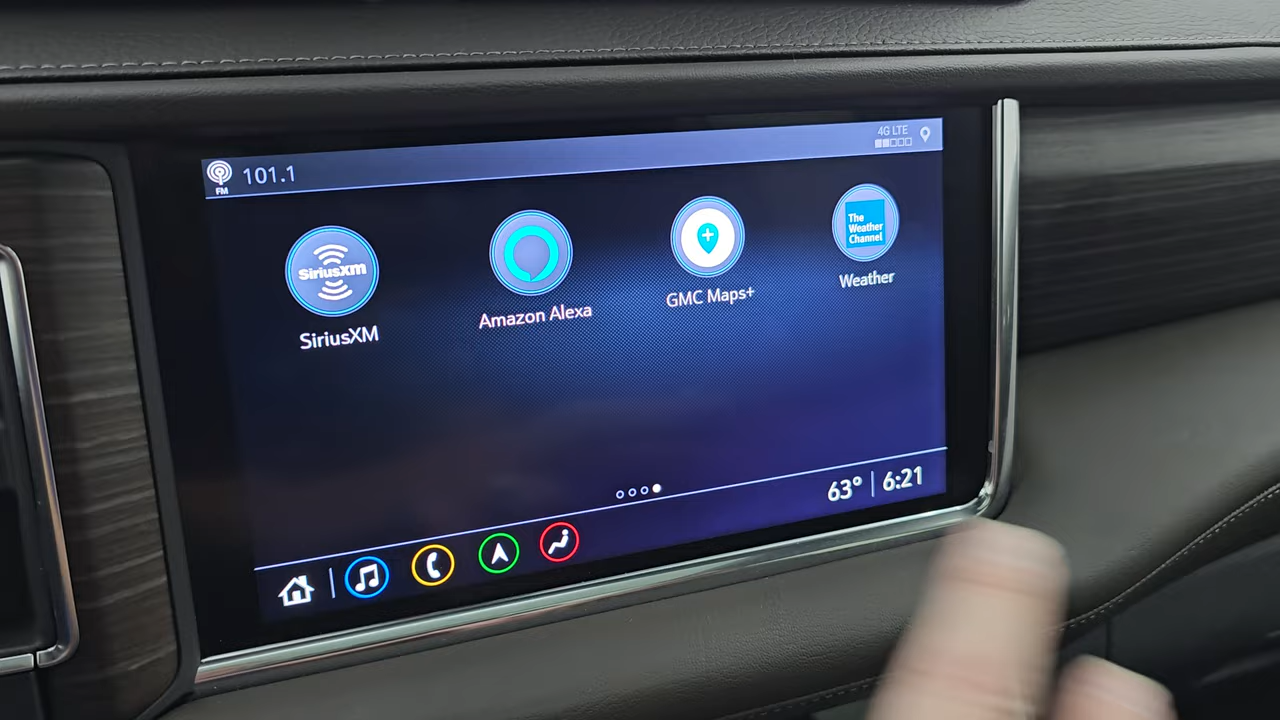 FM
101.1
4G LTE
SiriusXM
SiriusXM
Amazon Alexa
GMC Maps+
The
Weather
Channel
Weather
63° | 6:21